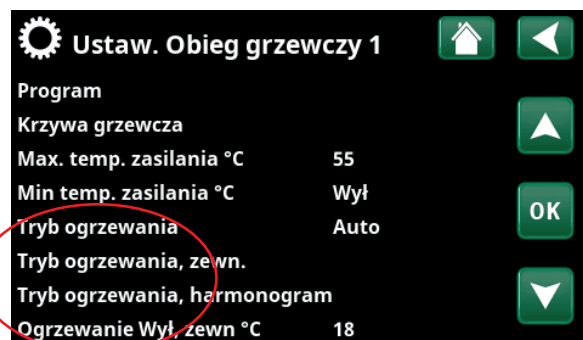 Ustaw. Obieg grzewczy 1
Program
Krzywa grzewcza
Max. temp. zasilania °C 55
Min temp. zasilania °C Wył
Tryb ogrzewania Auto
Tryb ogrzewania, zewn.
Tryb ogrzewania, harmonogram
Ogrzewanie Wył, zewn °C 18
OK